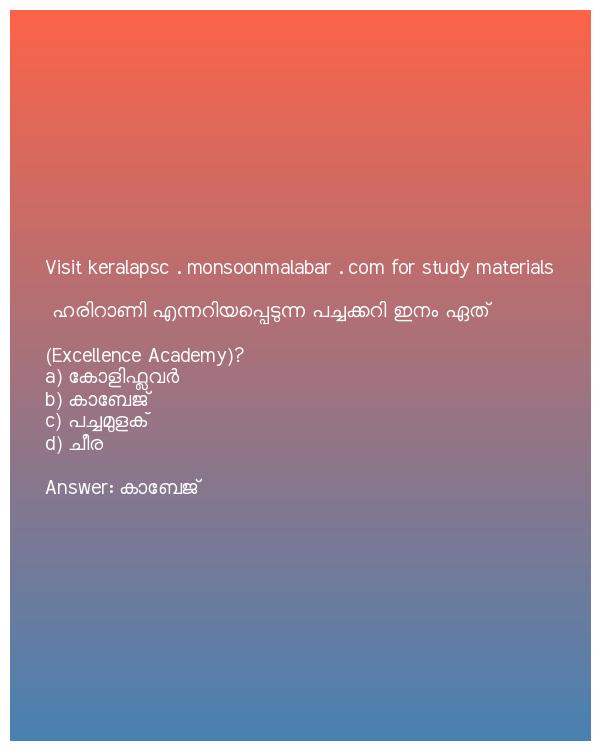 Visit keralapsc . monsoonmalabar . com for study materials
ഹരിറാണി എന്നറിയപ്പെടുന്ന പച്ചക്കറി ഇനം ഏത്
(Excellence Academy)?
a) കോളിഫ്ലവർ
b) കാബേജ്
c) പച്ചമുളക്
d) ചീര
Answer: കാബേജ്